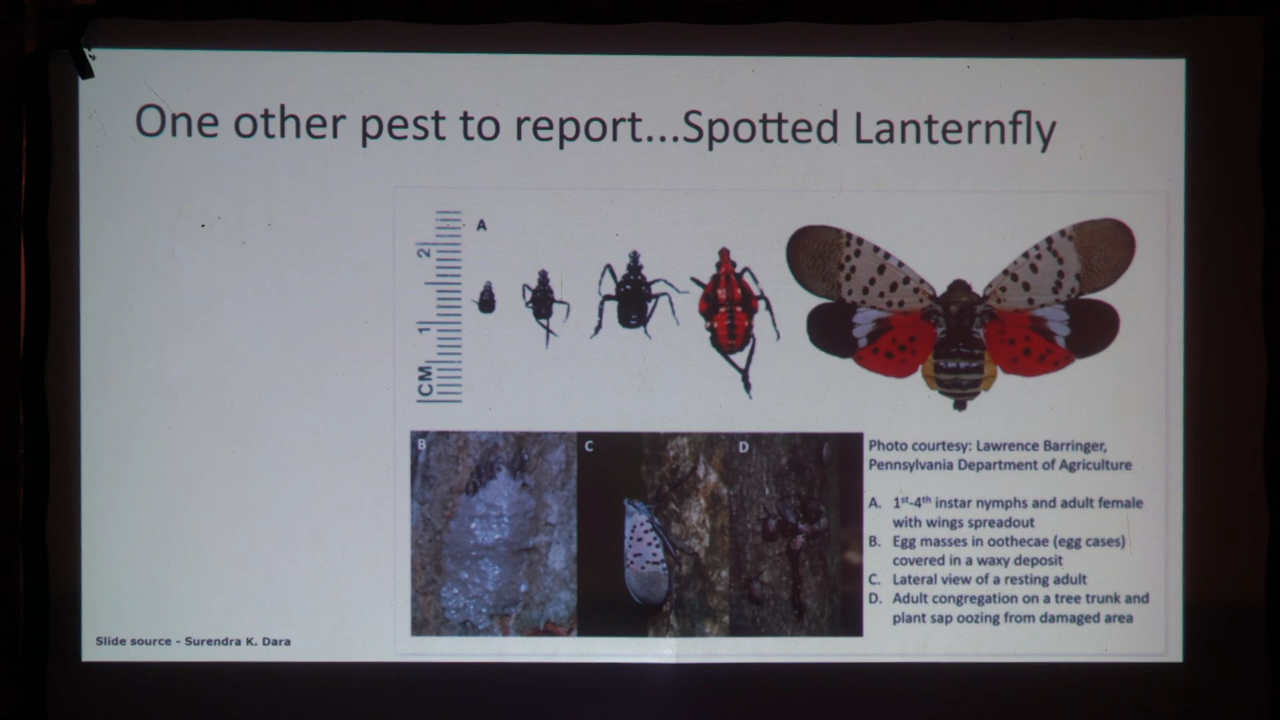 One other pest to report...Spotted Lanternfly
A
2
1
CM
B
C
D
Photo courtesy: Lawrence Barringer,
Pennsylvania Department of Agriculture
A. 1st-4th instar nymphs and adult female
with wings spreadout
B. Egg masses in oothecae (egg cases)
covered in a waxy deposit
C. Lateral view of a resting adult
D. Adult congregation on a tree trunk and
plant sap oozing from damaged area
Slide source - Surendra K. Dara